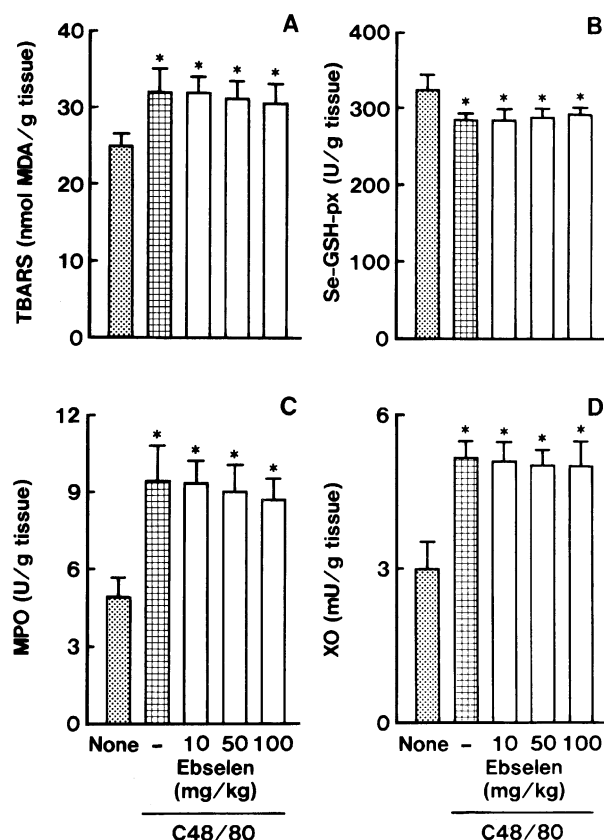 A
TBARS (nmol MDA/g tissue)
40
30
20
10
0
* * * *
B
Se-GSH-px (U/g tissue)
400
300
200
100
0
* * * *
C
MPO (U/g tissue)
12
9
6
3
0
* * * *
None - 10 50 100
Ebselen
(mg/kg)
C48/80
D
XO (mU/g tissue)
6
3
0
* * * *
None - 10 50 100
Ebselen
(mg/kg)
C48/80